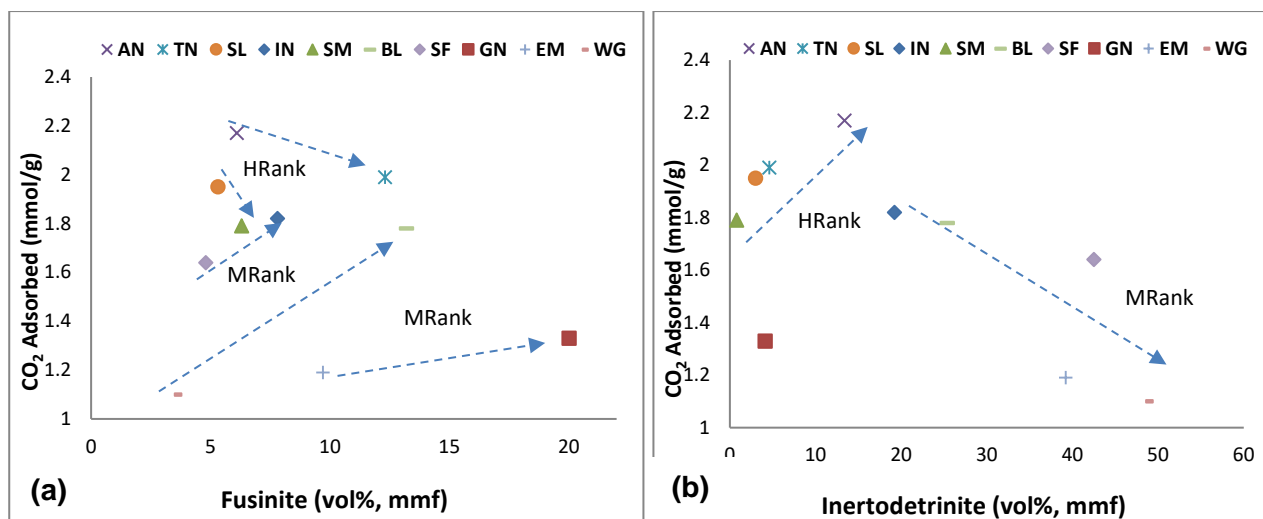 AN TN SL IN SM BL SF GN EM WG
2.4
2.2
2
1.8
1.6
1.4
1.2
1
CO₂ Adsorbed (mmol/g)
HRank
MRank
MRank
0 5 10 15 20
Fusinite (vol%, mmf)
(a)
AN TN SL IN SM BL SF GN EM WG
2.4
2.2
2
1.8
1.6
1.4
1.2
1
CO₂ Adsorbed (mmol/g)
HRank
MRank
0 10 20 30 40 50 60
Inertodetrinite (vol%, mmf)
(b)